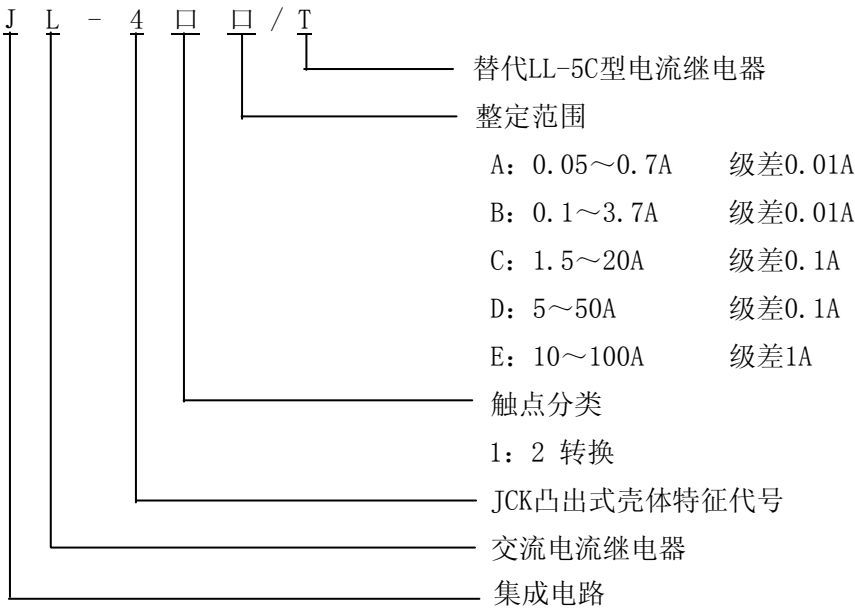 J L - 4 口 口 / T
替代LL-5C型电流继电器
整定范围
A：0.05～0.7A 级差0.01A
B：0.1～3.7A 级差0.01A
C：1.5～20A 级差0.1A
D：5～50A 级差0.1A
E：10～100A 级差1A
触点分类
1：2 转换
JCK凸出式壳体特征代号
交流电流继电器
集成电路